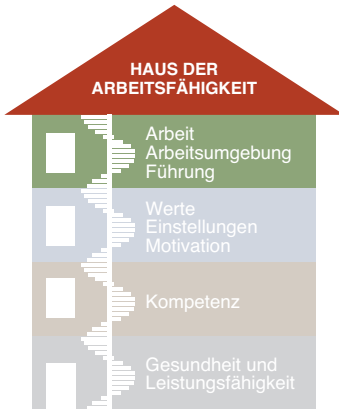 HAUS DER
ARBEITSFÄHIGKEIT
Arbeit
Arbeitsumgebung
Führung
Werte
Einstellungen
Motivation
Kompetenz
Gesundheit und
Leistungsfähigkeit